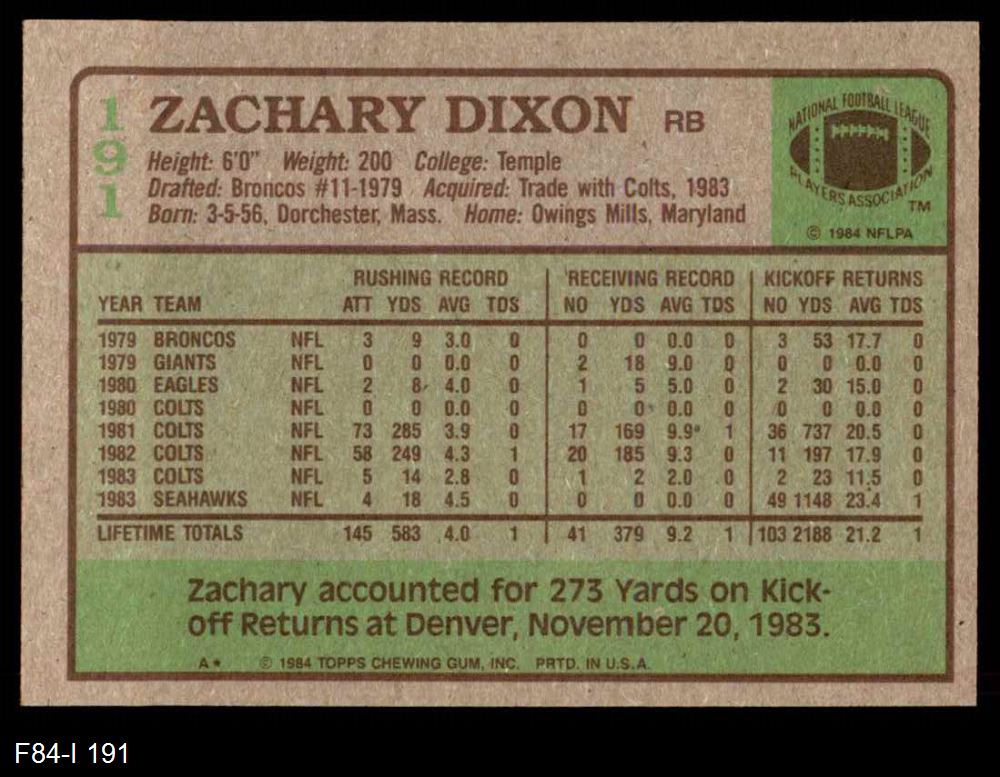 191
ZACHARY DIXON RB
Height: 6'0" Weight: 200 College: Temple
Drafted: Broncos #11-1979 Acquired: Trade with Colts, 1983
Born: 3-5-56, Dorchester, Mass. Home: Owings Mills, Maryland
NATIONAL FOOTBALL LEAGUE
PLAYERS ASSOCIATION
TM
© 1984 NFLPA
RUSHING RECORD RECEIVING RECORD KICKOFF RETURNS
YEAR TEAM ATT YDS AVG TDS NO YDS AVG TDS NO YDS AVG TDS
1979 BRONCOS NFL 3 9 3.0 0 0 0 0.0 0 3 53 17.7 0
1979 GIANTS NFL 0 0 0.0 0 2 18 9.0 0 0 0 0.0 0
1980 EAGLES NFL 2 8 4.0 0 1 5 5.0 0 2 30 15.0 0
1980 COLTS NFL 0 0 0.0 0 0 0 0.0 0 0 0 0.0 0
1981 COLTS NFL 73 285 3.9 0 17 169 9.9 1 36 737 20.5 0
1982 COLTS NFL 58 249 4.3 1 20 185 9.3 0 11 197 17.9 0
1983 COLTS NFL 5 14 2.8 0 1 2 2.0 0 2 23 11.5 0
1983 SEAHAWKS NFL 4 18 4.5 0 0 0 0.0 0 49 1148 23.4 1
LIFETIME TOTALS 145 583 4.0 1 41 379 9.2 1 103 2188 21.2 1
Zachary accounted for 273 Yards on Kick-
off Returns at Denver, November 20, 1983.
A* © 1984 TOPPS CHEWING GUM, INC. PRTD. IN U.S.A.
F84-I 191